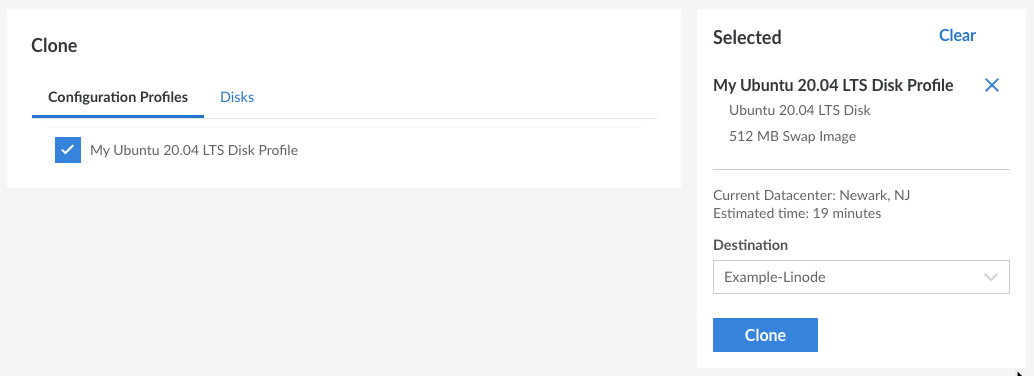 Clone
Configuration Profiles Disks
My Ubuntu 20.04 LTS Disk Profile
Selected Clear
My Ubuntu 20.04 LTS Disk Profile
Ubuntu 20.04 LTS Disk
512 MB Swap Image
Current Datacenter: Newark, NJ
Estimated time: 19 minutes
Destination
Example-Linode
Clone